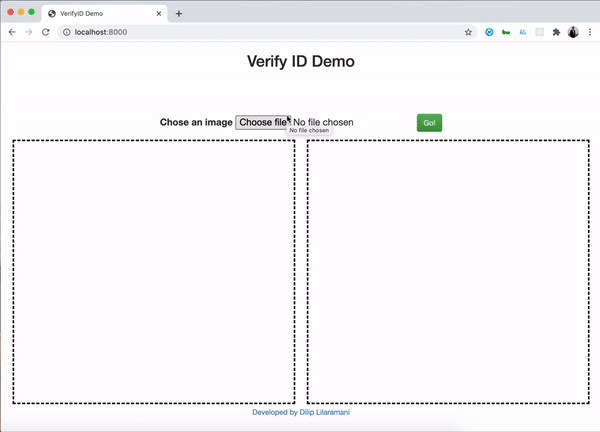 VerifyID Demo
localhost:8000
Verify ID Demo
Chose an image Choose file No file chosen Go!
No file chosen
Developed by Dilip Lilaramani